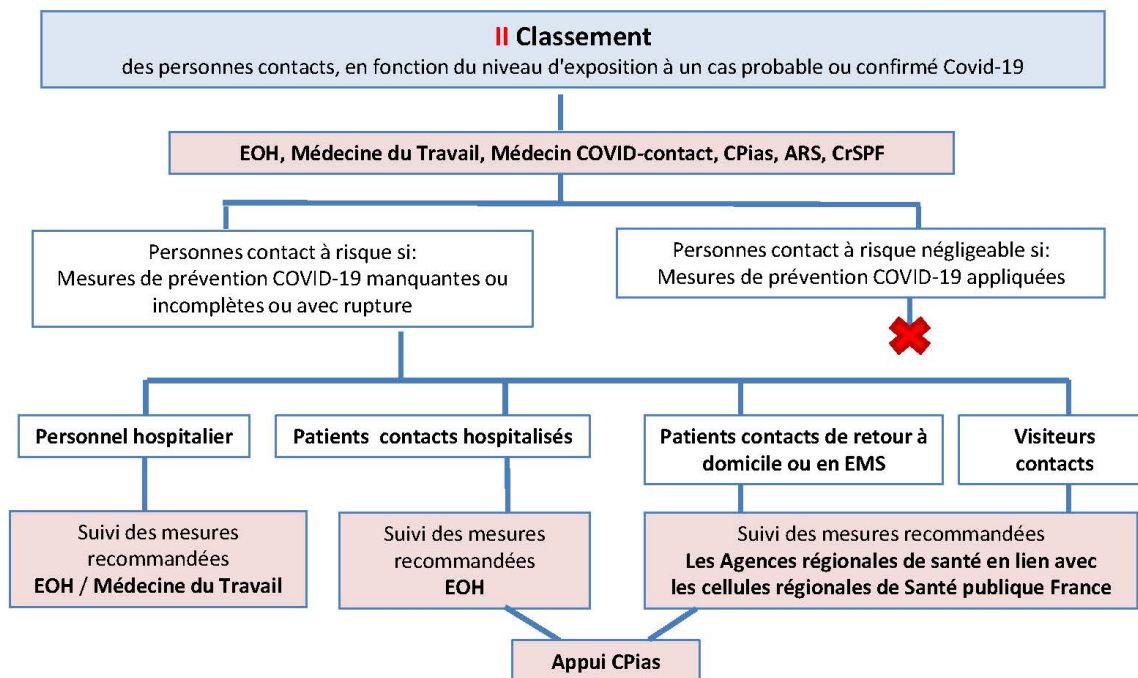 II Classement
des personnes contacts, en fonction du niveau d'exposition à un cas probable ou confirmé Covid-19
EOH, Médecine du Travail, Médecin COVID-contact, CPias, ARS, CrSPF
Personnes contact à risque si:
Mesures de prévention COVID-19 manquantes ou
incomplètes ou avec rupture
Personnes contact à risque négligeable si:
Mesures de prévention COVID-19 appliquées
Personnel hospitalier
Patients contacts hospitalisés
Patients contacts de retour à
domicile ou en EMS
Visiteurs
contacts
Suivi des mesures
recommandées
EOH / Médecine du Travail
Suivi des mesures
recommandées
EOH
Suivi des mesures recommandées
Les Agences régionales de santé en lien avec
les cellules régionales de Santé publique France
Appui CPias